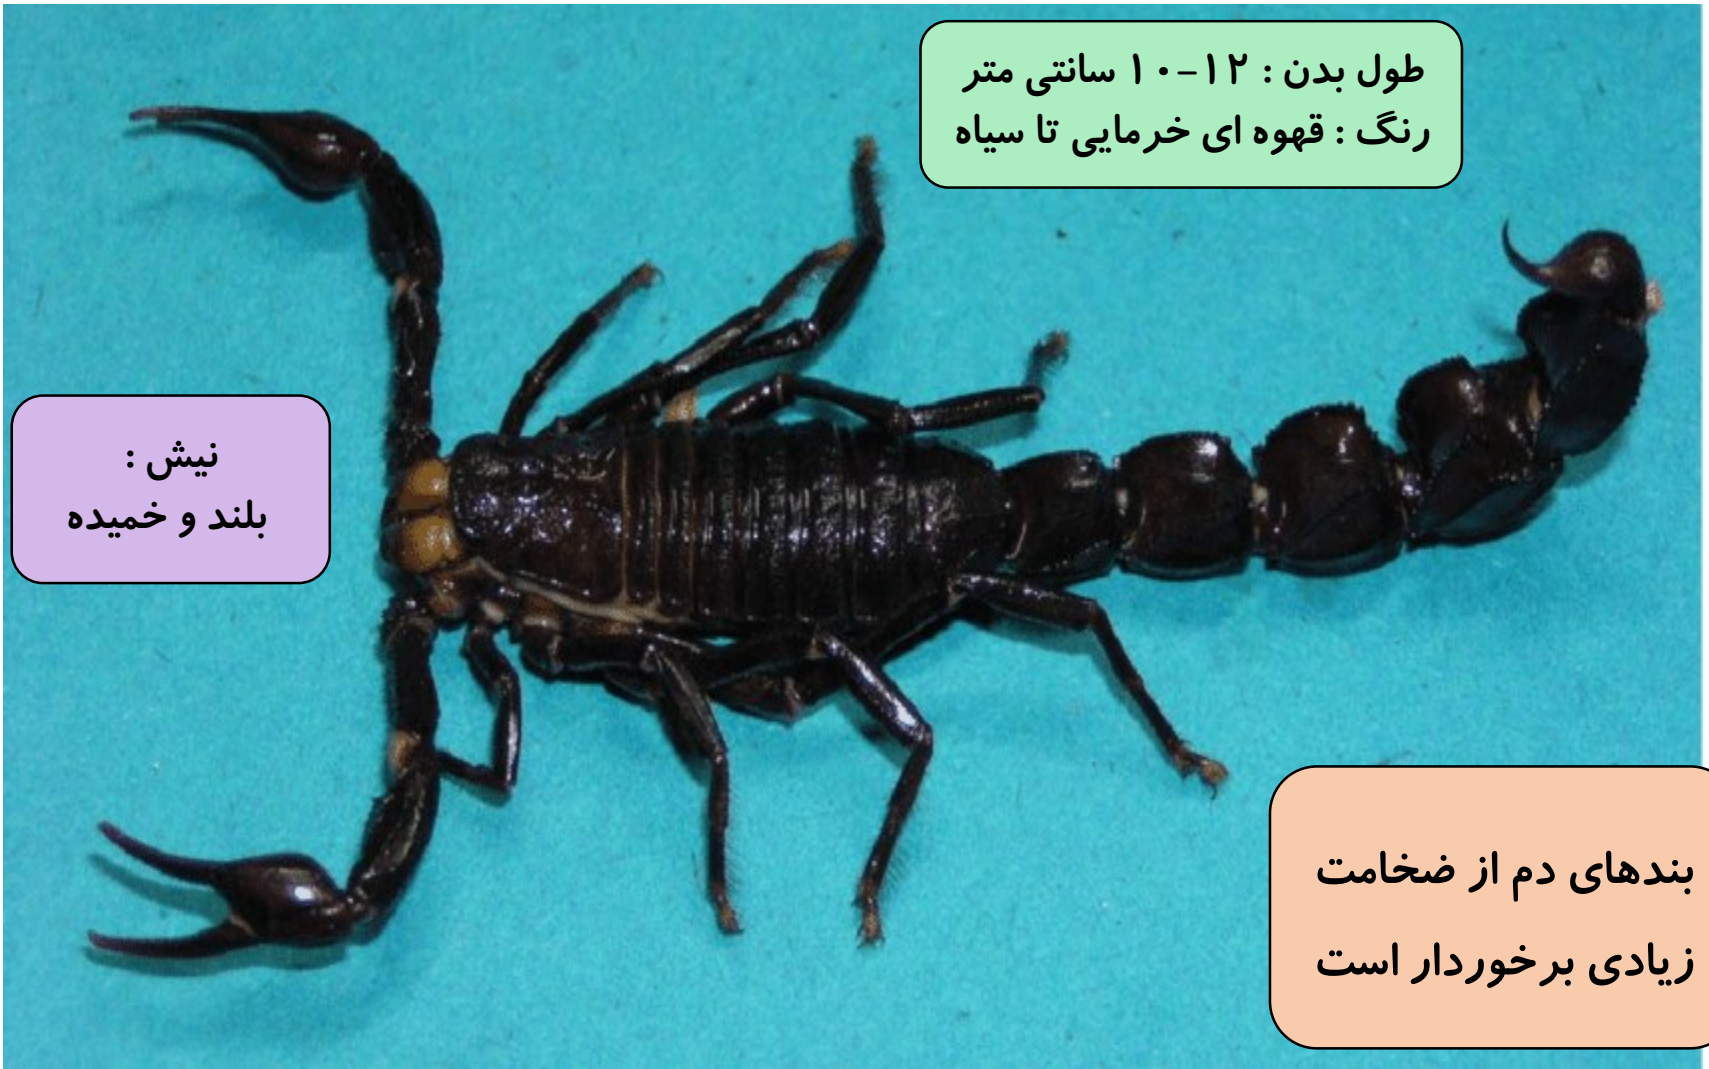 طول بدن : ۱۲-۱۰ سانتی متر
رنگ : قهوه ای خرمایی تا سیاه
نیش :
بلند و خمیده
بندهای دم از ضخامت
زیادی برخوردار است